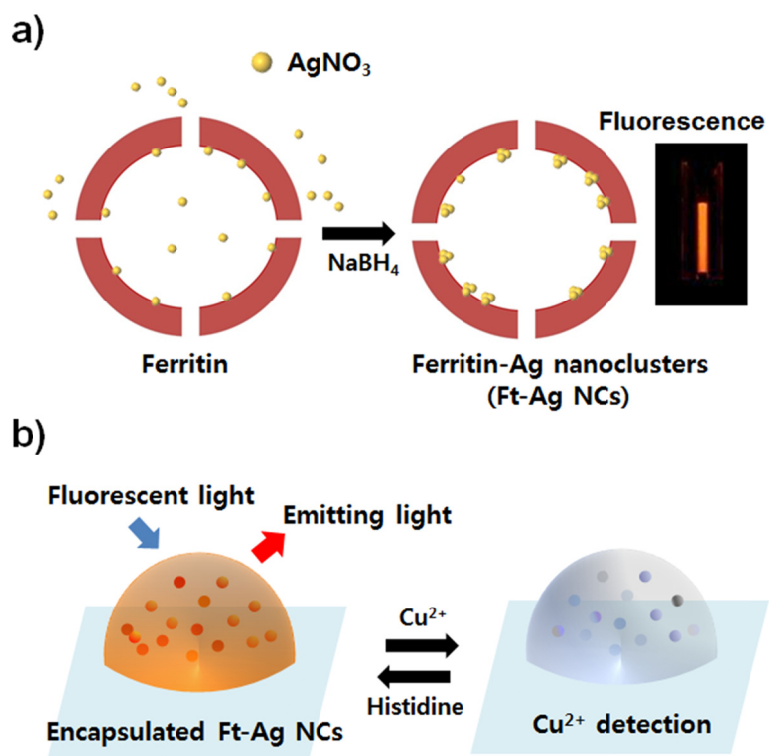 a)
AgNO₃
Fluorescence
NaBH₄
Ferritin
Ferritin-Ag nanoclusters
(Ft-Ag NCs)
b)
Fluorescent light
Emitting light
Cu²⁺
Histidine
Encapsulated Ft-Ag NCs
Cu²⁺ detection